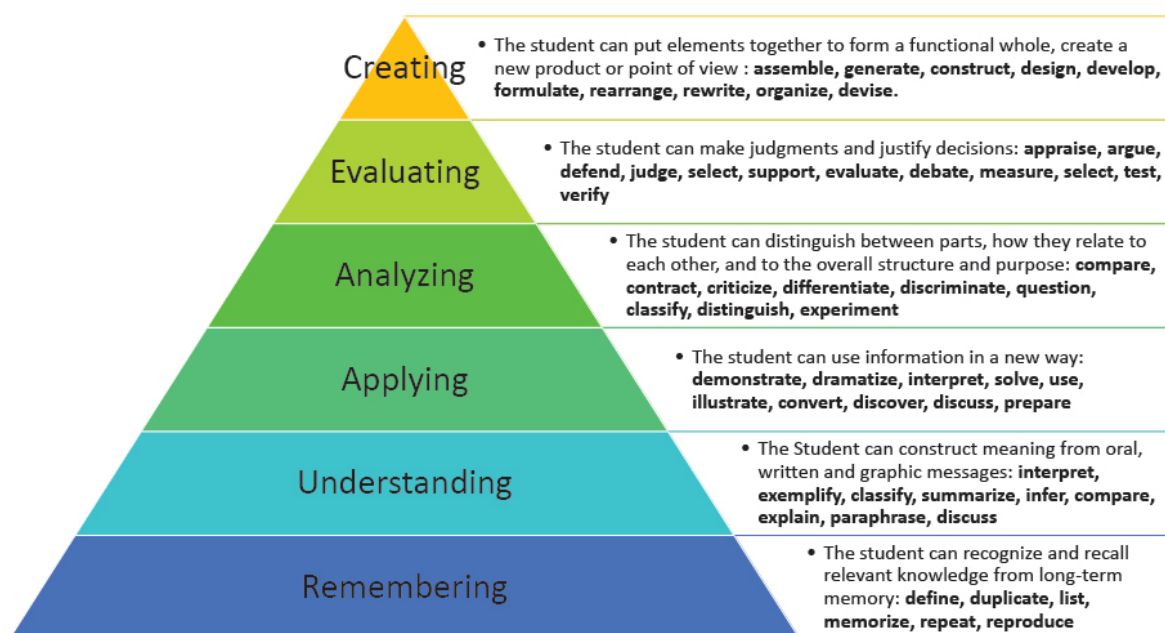 Creating
• The student can put elements together to form a functional whole, create a
new product or point of view : assemble, generate, construct, design, develop,
formulate, rearrange, rewrite, organize, devise.
Evaluating
• The student can make judgments and justify decisions: appraise, argue,
defend, judge, select, support, evaluate, debate, measure, select, test,
verify
Analyzing
• The student can distinguish between parts, how they relate to
each other, and to the overall structure and purpose: compare,
contract, criticize, differentiate, discriminate, question,
classify, distinguish, experiment
Applying
• The student can use information in a new way:
demonstrate, dramatize, interpret, solve, use,
illustrate, convert, discover, discuss, prepare
Understanding
• The Student can construct meaning from oral,
written and graphic messages: interpret,
exemplify, classify, summarize, infer, compare,
explain, paraphrase, discuss
Remembering
• The student can recognize and recall
relevant knowledge from long-term
memory: define, duplicate, list,
memorize, repeat, reproduce